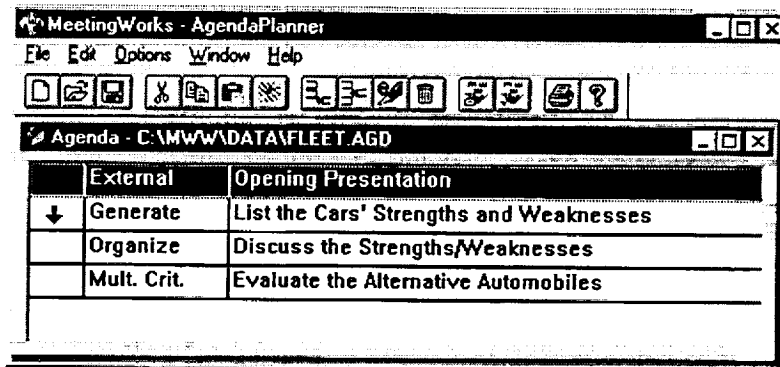 MeetingWorks - AgendaPlanner
File Edit Options Window Help
Agenda - C:\MWW\DATA\FLEET.AGD
External Opening Presentation
Generate List the Cars' Strengths and Weaknesses
Organize Discuss the Strengths/Weaknesses
Mult. Crit. Evaluate the Alternative Automobiles